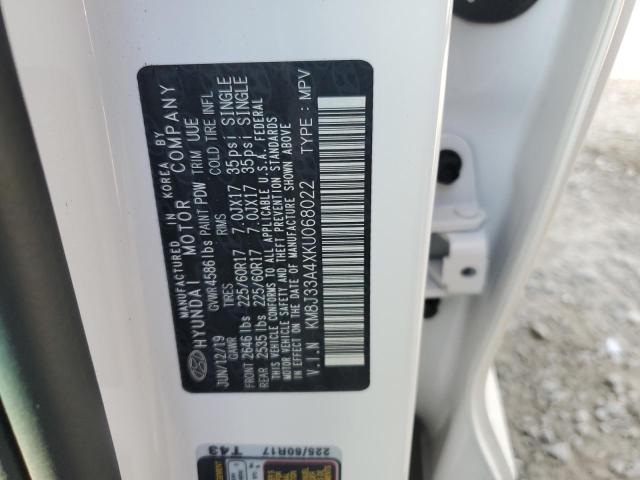 MANUFACTURED IN KOREA BY
HYUNDAI MOTOR COMPANY
JUN/12/19 GVWR 4586 lbs PAINT PDW TRIM UUE
GAWR TIRES RMS COLD TIRE INFL
FRONT 2646 lbs 225/60R17 7.0JX17 35psi SINGLE
REAR 2535 lbs 225/60R17 7.0JX17 35psi SINGLE
THIS VEHICLE CONFORMS TO ALL APPLICABLE U.S.A. FEDERAL
MOTOR VEHICLE SAFETY AND THEFT PREVENTION STANDARDS
IN EFFECT ON THE DATE OF MANUFACTURE SHOWN ABOVE
V.I.N KM8J33A4XKU068022 TYPE : MPV
225/60R17
T43